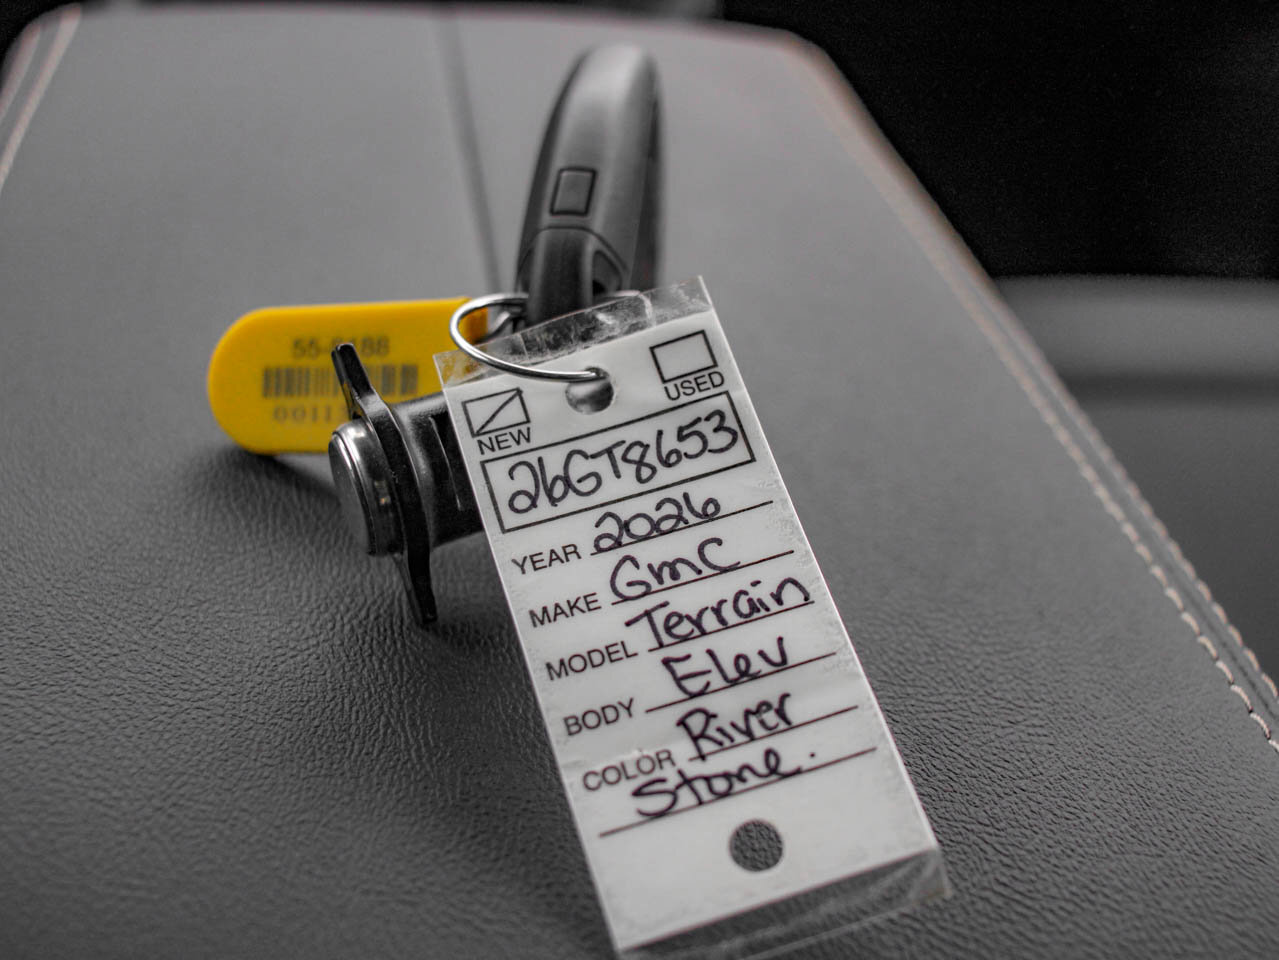 USED
NEW
26GT8653
YEAR 2026
MAKE GMC
MODEL Terrain
BODY Elev
COLOR River
Stone.